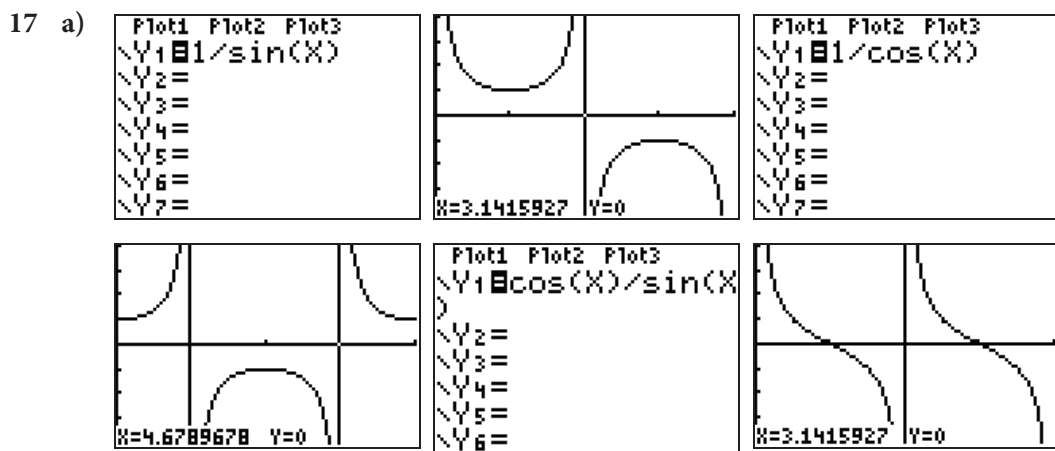 17 a)
Plot1 Plot2 Plot3
\Y1=1/sin(X)
\Y2=
\Y3=
\Y4=
\Y5=
\Y6=
\Y7=
X=3.1415927 Y=0
Plot1 Plot2 Plot3
\Y1=1/cos(X)
\Y2=
\Y3=
\Y4=
\Y5=
\Y6=
\Y7=
X=4.6789678 Y=0
Plot1 Plot2 Plot3
\Y1=cos(X)/sin(X
)
\Y2=
\Y3=
\Y4=
\Y5=
\Y6=
X=3.1415927 Y=0